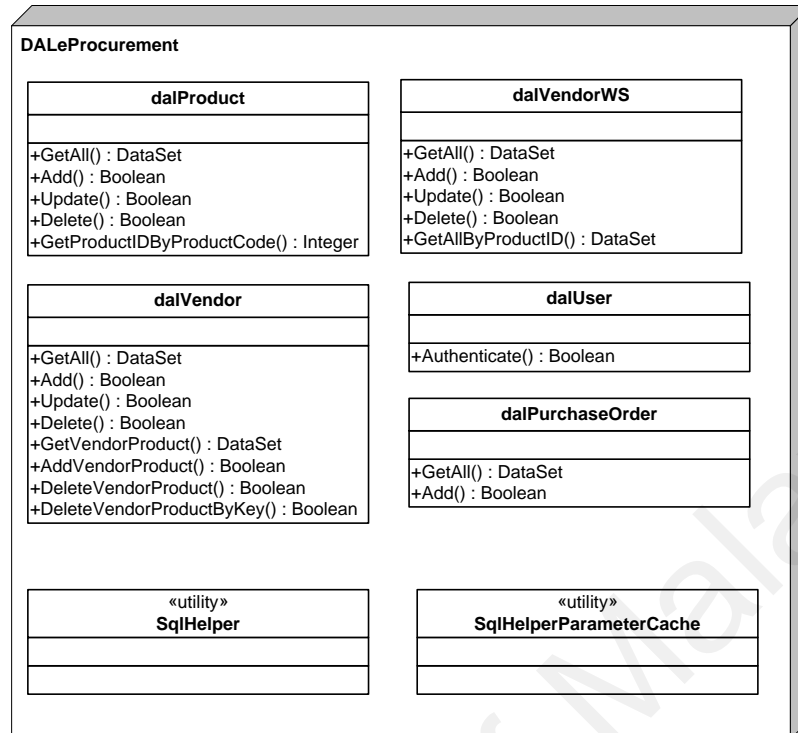 DALeProcurement
dalProduct
+GetAll() : DataSet
+Add() : Boolean
+Update() : Boolean
+Delete() : Boolean
+GetProductIDByProductCode() : Integer
dalVendorWS
+GetAll() : DataSet
+Add() : Boolean
+Update() : Boolean
+Delete() : Boolean
+GetAllByProductID() : DataSet
dalVendor
+GetAll() : DataSet
+Add() : Boolean
+Update() : Boolean
+Delete() : Boolean
+GetVendorProduct() : DataSet
+AddVendorProduct() : Boolean
+DeleteVendorProduct() : Boolean
+DeleteVendorProductByKey() : Boolean
dalUser
+Authenticate() : Boolean
dalPurchaseOrder
+GetAll() : DataSet
+Add() : Boolean
«utility»
SqlHelper
«utility»
SqlHelperParameterCache